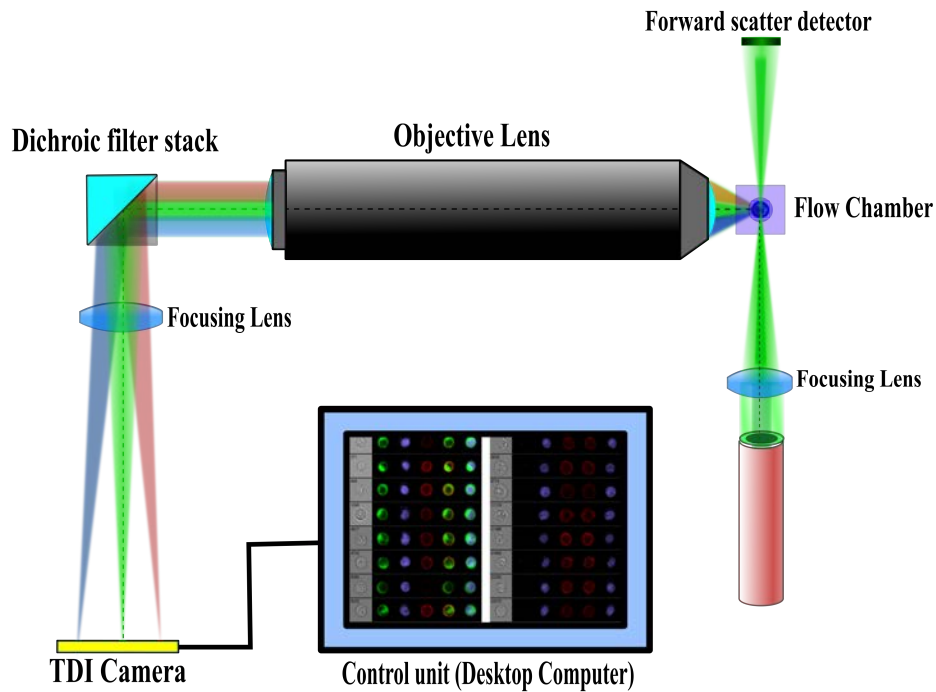 Forward scatter detector
Objective Lens
Dichroic filter stack
Flow Chamber
Focusing Lens
Focusing Lens
TDI Camera
Control unit (Desktop Computer)